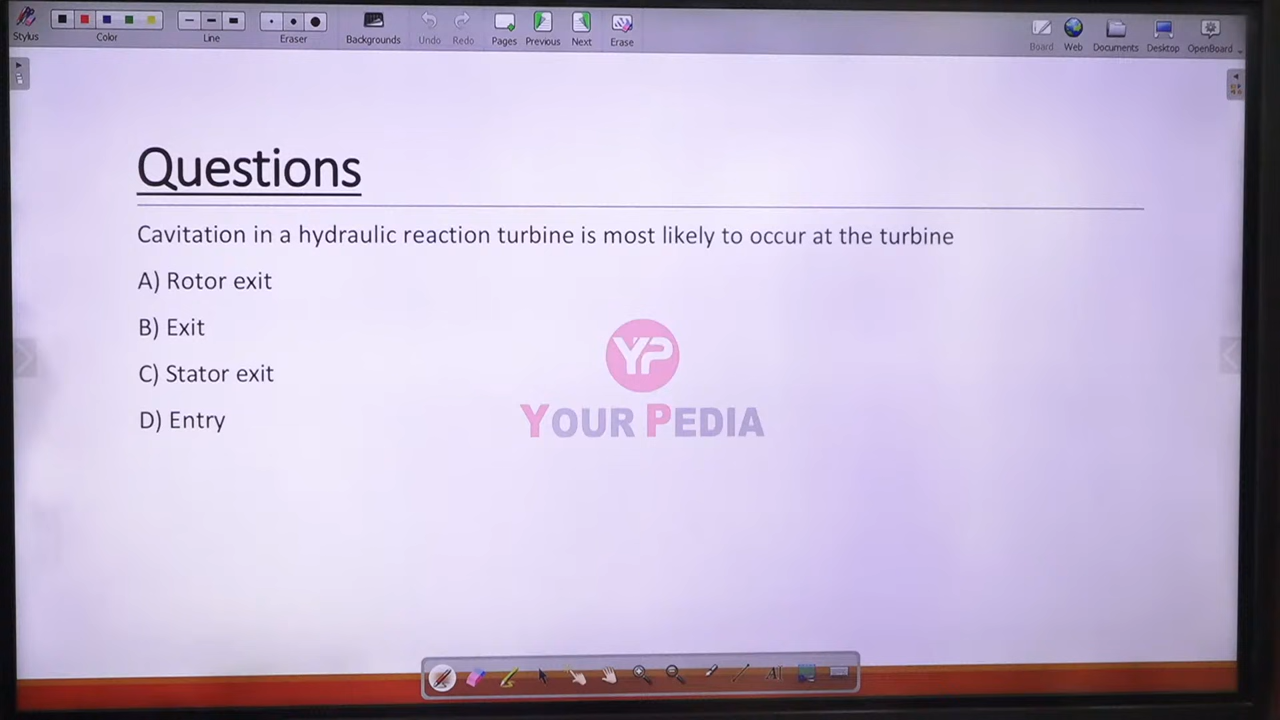 Stylus
Color
Line
Eraser
Backgrounds
Undo
Redo
Pages
Previous
Next
Erase
Board
Web
Documents
Desktop
OpenBoard
Questions
Cavitation in a hydraulic reaction turbine is most likely to occur at the turbine
A) Rotor exit
B) Exit
C) Stator exit
D) Entry
YP
YOUR PEDIA
AI